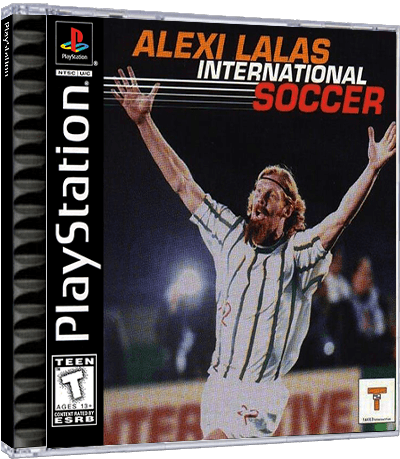 PlayStation
ALEXI LALAS
INTERNATIONAL
SOCCER
PlayStation
NTSC U/C
PlayStation
TEEN
T
AGES 13+
CONTENT RATED BY
ESRB
T